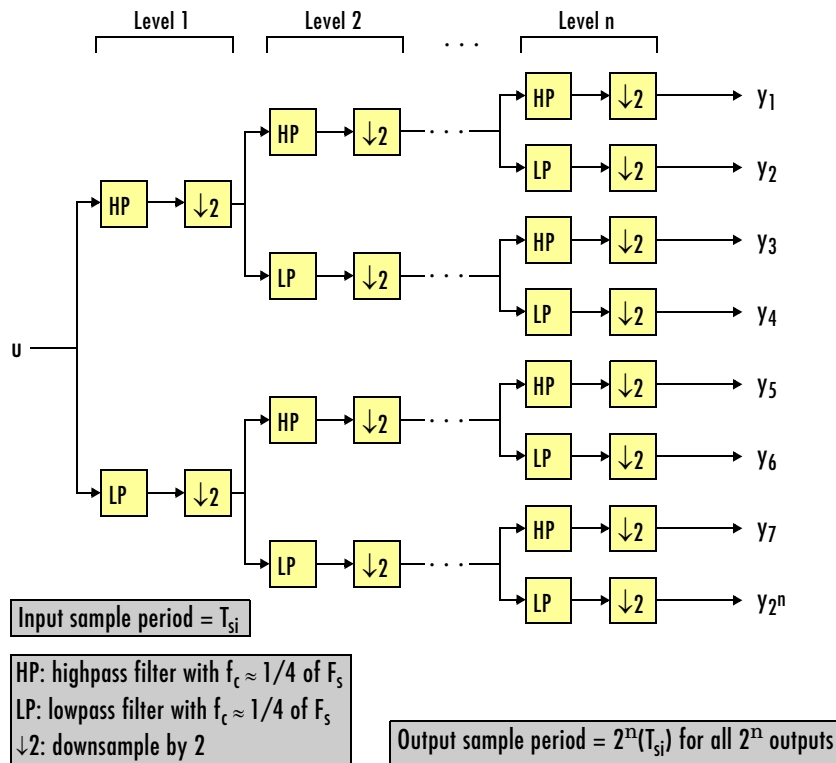 Level 1 Level 2 . . . Level n
HP ↓2 y₁
HP ↓2 . . .
LP ↓2 y₂
HP ↓2
HP ↓2 y₃
LP ↓2 . . .
LP ↓2 y₄
u
HP ↓2 y₅
HP ↓2 . . .
LP ↓2 y₆
LP ↓2
HP ↓2 y₇
LP ↓2 . . .
LP ↓2 y₂ⁿ
Input sample period = Tₛᵢ
HP: highpass filter with f꜀ ≈ 1/4 of Fₛ
LP: lowpass filter with f꜀ ≈ 1/4 of Fₛ
↓2: downsample by 2
Output sample period = 2ⁿ(Tₛᵢ) for all 2ⁿ outputs